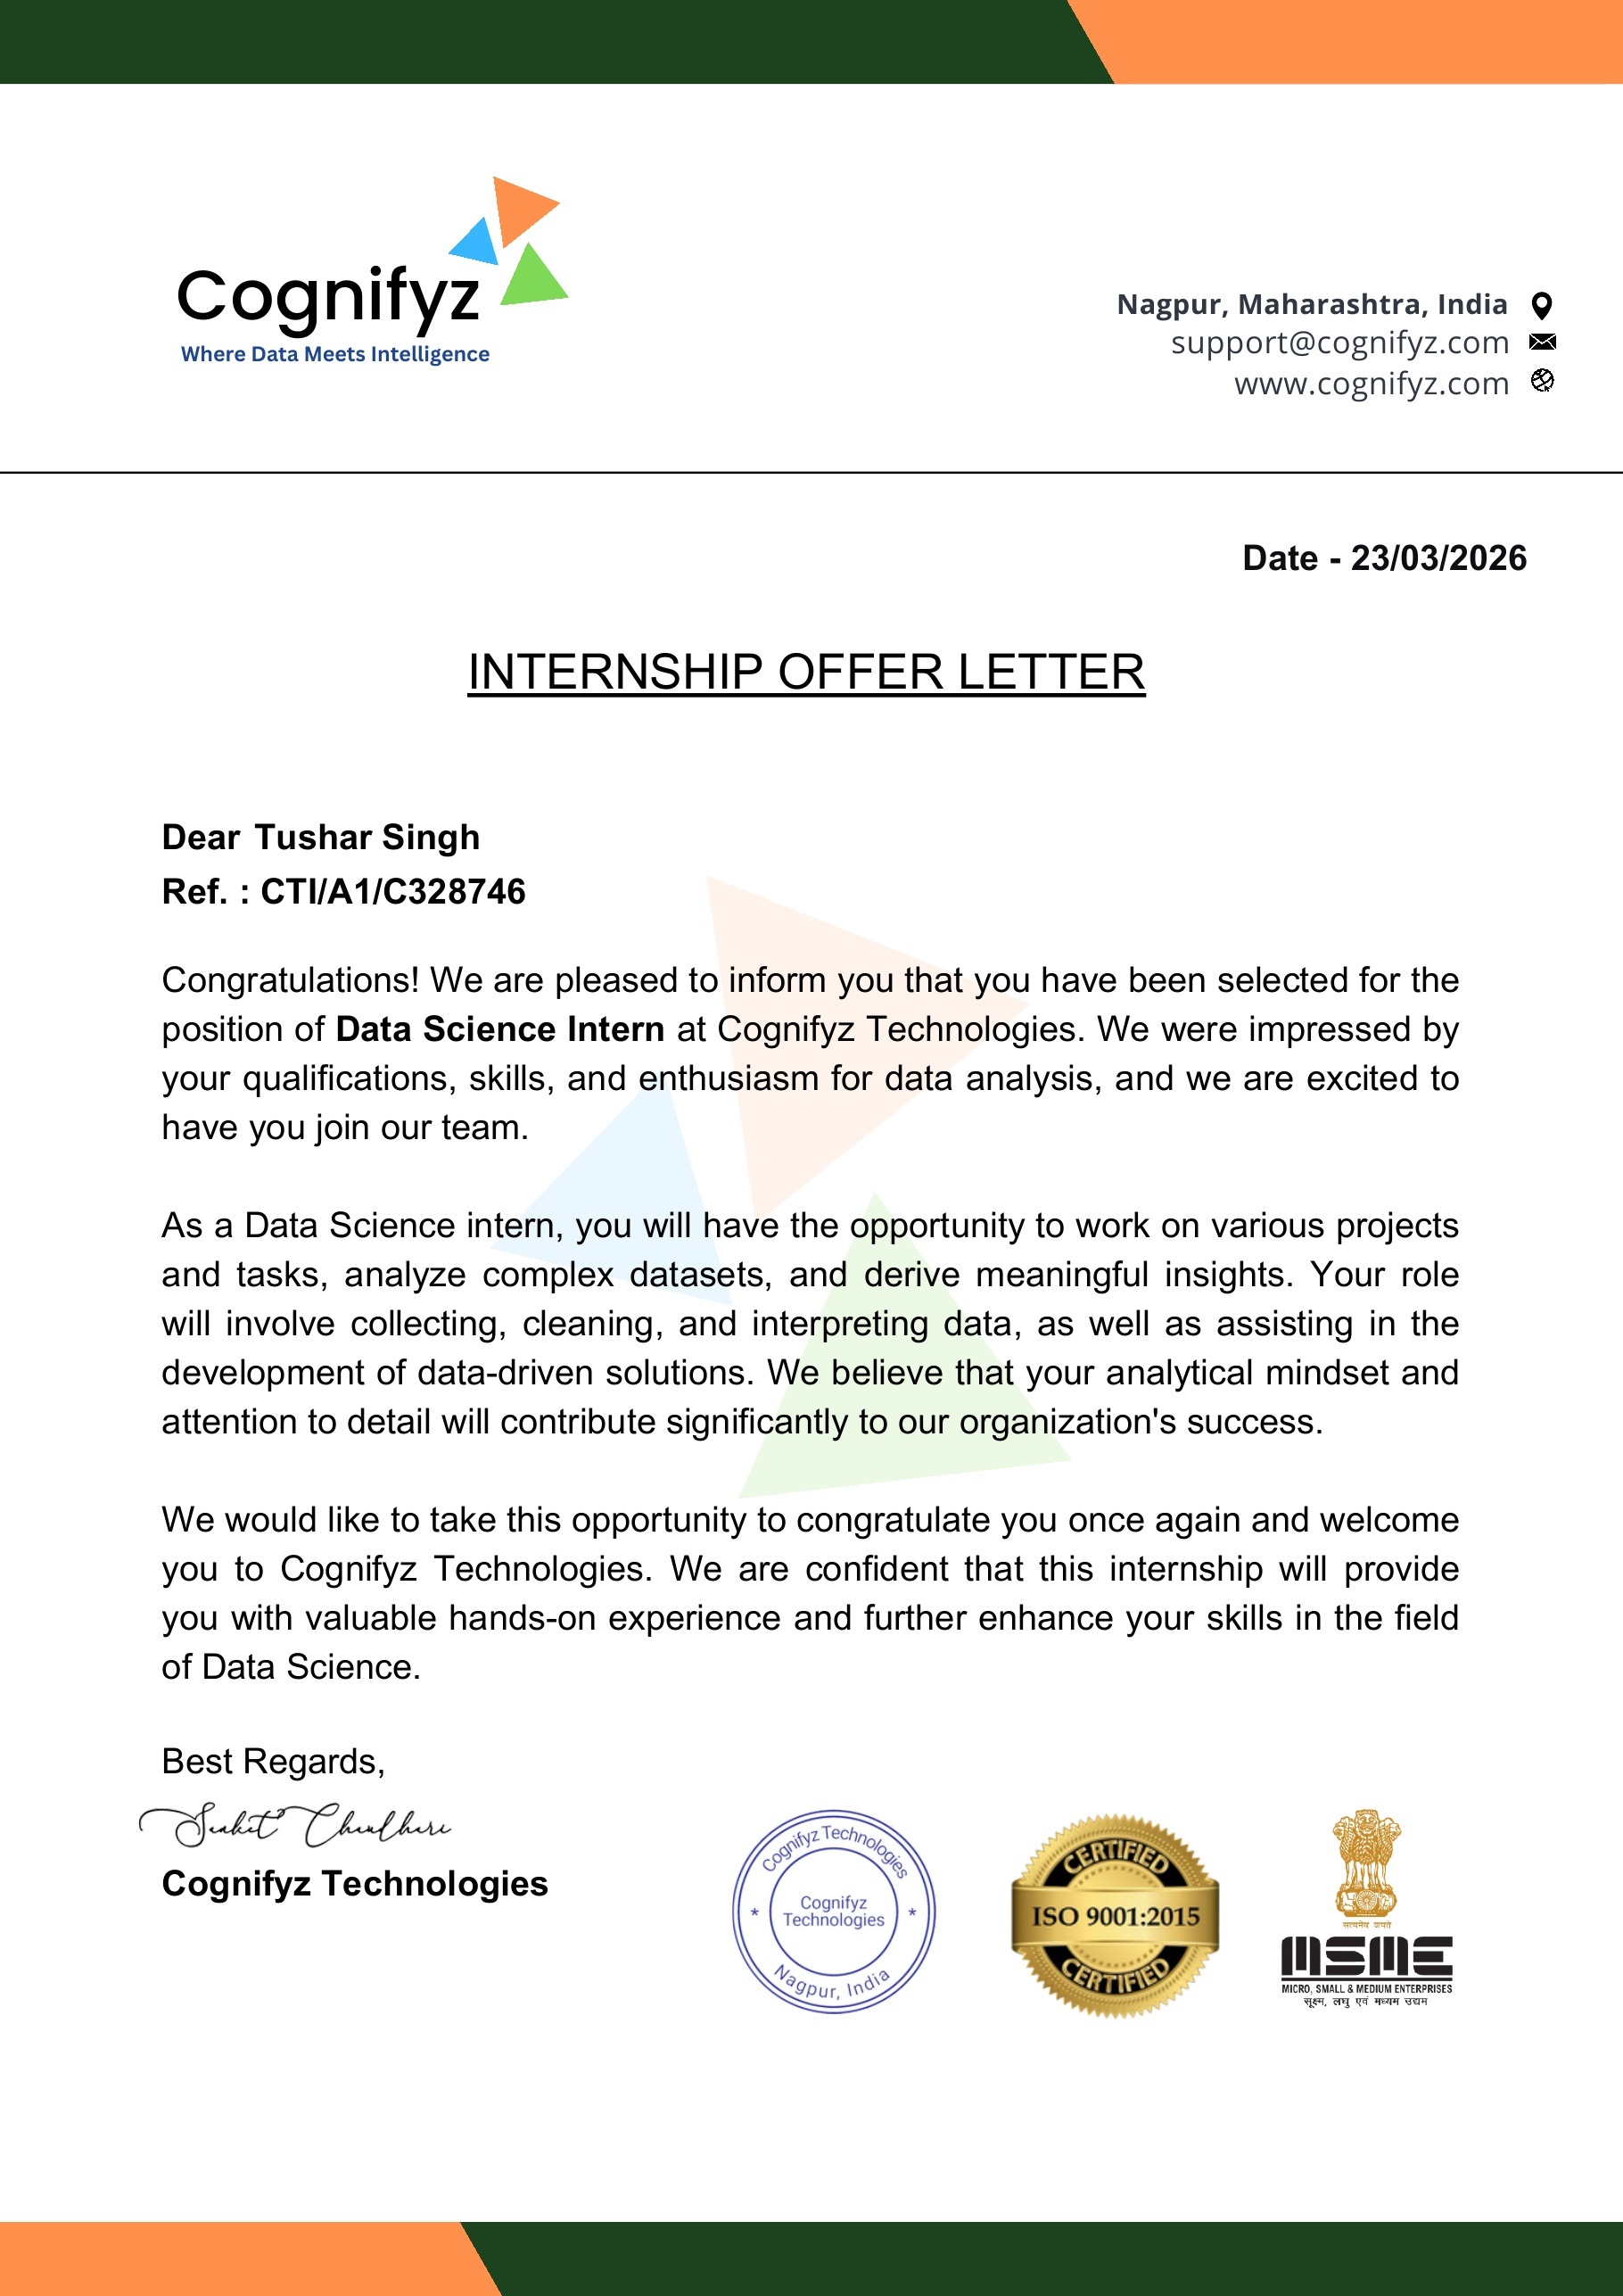 Cognifyz
Where Data Meets Intelligence
Nagpur, Maharashtra, India
support@cognifyz.com
www.cognifyz.com
Date - 23/03/2026
INTERNSHIP OFFER LETTER
Dear Tushar Singh
Ref. : CTI/A1/C328746
Congratulations! We are pleased to inform you that you have been selected for the
position of Data Science Intern at Cognifyz Technologies. We were impressed by
your qualifications, skills, and enthusiasm for data analysis, and we are excited to
have you join our team.
As a Data Science intern, you will have the opportunity to work on various projects
and tasks, analyze complex datasets, and derive meaningful insights. Your role
will involve collecting, cleaning, and interpreting data, as well as assisting in the
development of data-driven solutions. We believe that your analytical mindset and
attention to detail will contribute significantly to our organization's success.
We would like to take this opportunity to congratulate you once again and welcome
you to Cognifyz Technologies. We are confident that this internship will provide
you with valuable hands-on experience and further enhance your skills in the field
of Data Science.
Best Regards,
Cognifyz Technologies
Cognifyz Technologies
Cognifyz
Technologies
* *
Nagpur, India
CERTIFIED
ISO 9001:2015
CERTIFIED
सत्यमेव जयते
MSME
MICRO, SMALL & MEDIUM ENTERPRISES
सूक्ष्म, लघु एवं मध्यम उद्यम